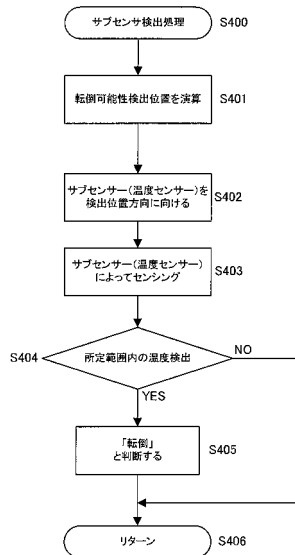 サブセンサ検出処理
S400
転倒可能性検出位置を演算
S401
サブセンサー(温度センサー)を
検出位置方向に向ける
S402
サブセンサー(温度センサー)
によってセンシング
S403
S404
所定範囲内の温度検出
NO
YES
「転倒」
と判断する
S405
リターン
S406